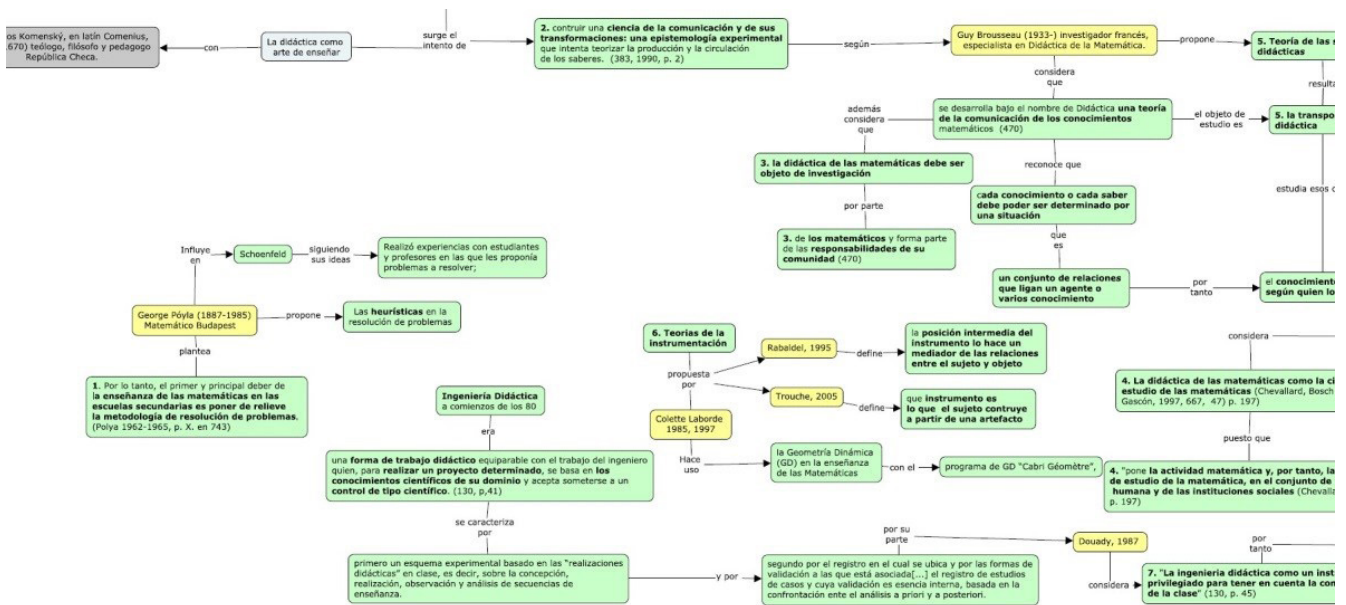 os Komenský, en latín Comenius,
670) teólogo, filósofo y pedagogo
República Checa.
con
La didáctica como
arte de enseñar
surge el
intento de
2. contruir una ciencia de la comunicación y de sus
transformaciones: una epistemología experimental
que intenta teorizar la producción y la circulación
de los saberes. (383, 1990, p. 2)
según
Guy Brousseau (1933-) investigador francés,
especialista en Didáctica de la Matemática.
propone
5. Teoría de las s
didácticas
considera
que
resulta
además
considera
que
se desarrolla bajo el nombre de Didáctica una teoría
de la comunicación de los conocimientos
matemáticos (470)
el objeto de
estudio es
5. la transpo
didáctica
3. la didáctica de las matemáticas debe ser
objeto de investigación
reconoce que
estudia esos c
por parte
cada conocimiento o cada saber
debe poder ser determinado por
una situación
3. de los matemáticos y forma parte
de las responsabilidades de su
comunidad (470)
que
es
un conjunto de relaciones
que ligan un agente o
varios conocimiento
por
tanto
el conocimiento
según quien lo
Influye
en
Schoenfeld
siguiendo
sus ideas
Realizó experiencias con estudiantes
y profesores en las que les proponía
problemas a resolver;
George Póyla (1887-1985)
Matemático Budapest
propone
Las heurísticas en la
resolución de problemas
plantea
1. Por lo tanto, el primer y principal deber de
la enseñanza de las matemáticas en las
escuelas secundarias es poner de relieve
la metodología de resolución de problemas.
(Polya 1962-1965, p. X. en 743)
6. Teorias de la
instrumentación
propuesta
por
Rabaldel, 1995
define
la posición intermedia del
instrumento lo hace un
mediador de las relaciones
entre el sujeto y objeto
Trouche, 2005
define
que instrumento es
lo que el sujeto contruye
a partir de una artefacto
Colette Laborde
1985, 1997
Hace
uso
la Geometría Dinámica
(GD) en la enseñanza
de las Matemáticas
con el
programa de GD "Cabri Géomètre",
considera
4. La didáctica de las matemáticas como la ci
estudio de las matemáticas (Chevallard, Bosch
Gascón, 1997, 667, 47) p. 197)
puesto que
4. "pone la actividad matemática y, por tanto, la
de estudio de la matemática, en el conjunto de
humana y de las instituciones sociales (Chevalla
p. 197)
Ingeniería Didáctica
a comienzos de los 80
era
una forma de trabajo didáctico equiparable con el trabajo del ingeniero
quien, para realizar un proyecto determinado, se basa en los
conocimientos científicos de su dominio y acepta someterse a un
control de tipo científico. (130, p,41)
se caracteriza
por
primero un esquema experimental basado en las "realizaciones
didácticas" en clase, es decir, sobre la concepción,
realización, observación y análisis de secuencias de
enseñanza.
y por
segundo por el registro en el cual se ubica y por las formas de
validación a las que está asociada[...] el registro de estudios
de casos y cuya validación es esencia interna, basada en la
confrontación ente el análisis a priori y a posteriori.
por su
parte
Douady, 1987
considera
por
tanto
7. "La ingenieria didáctica como un inst
privilegiado para tener en cuenta la con
de la clase" (130, p. 45)